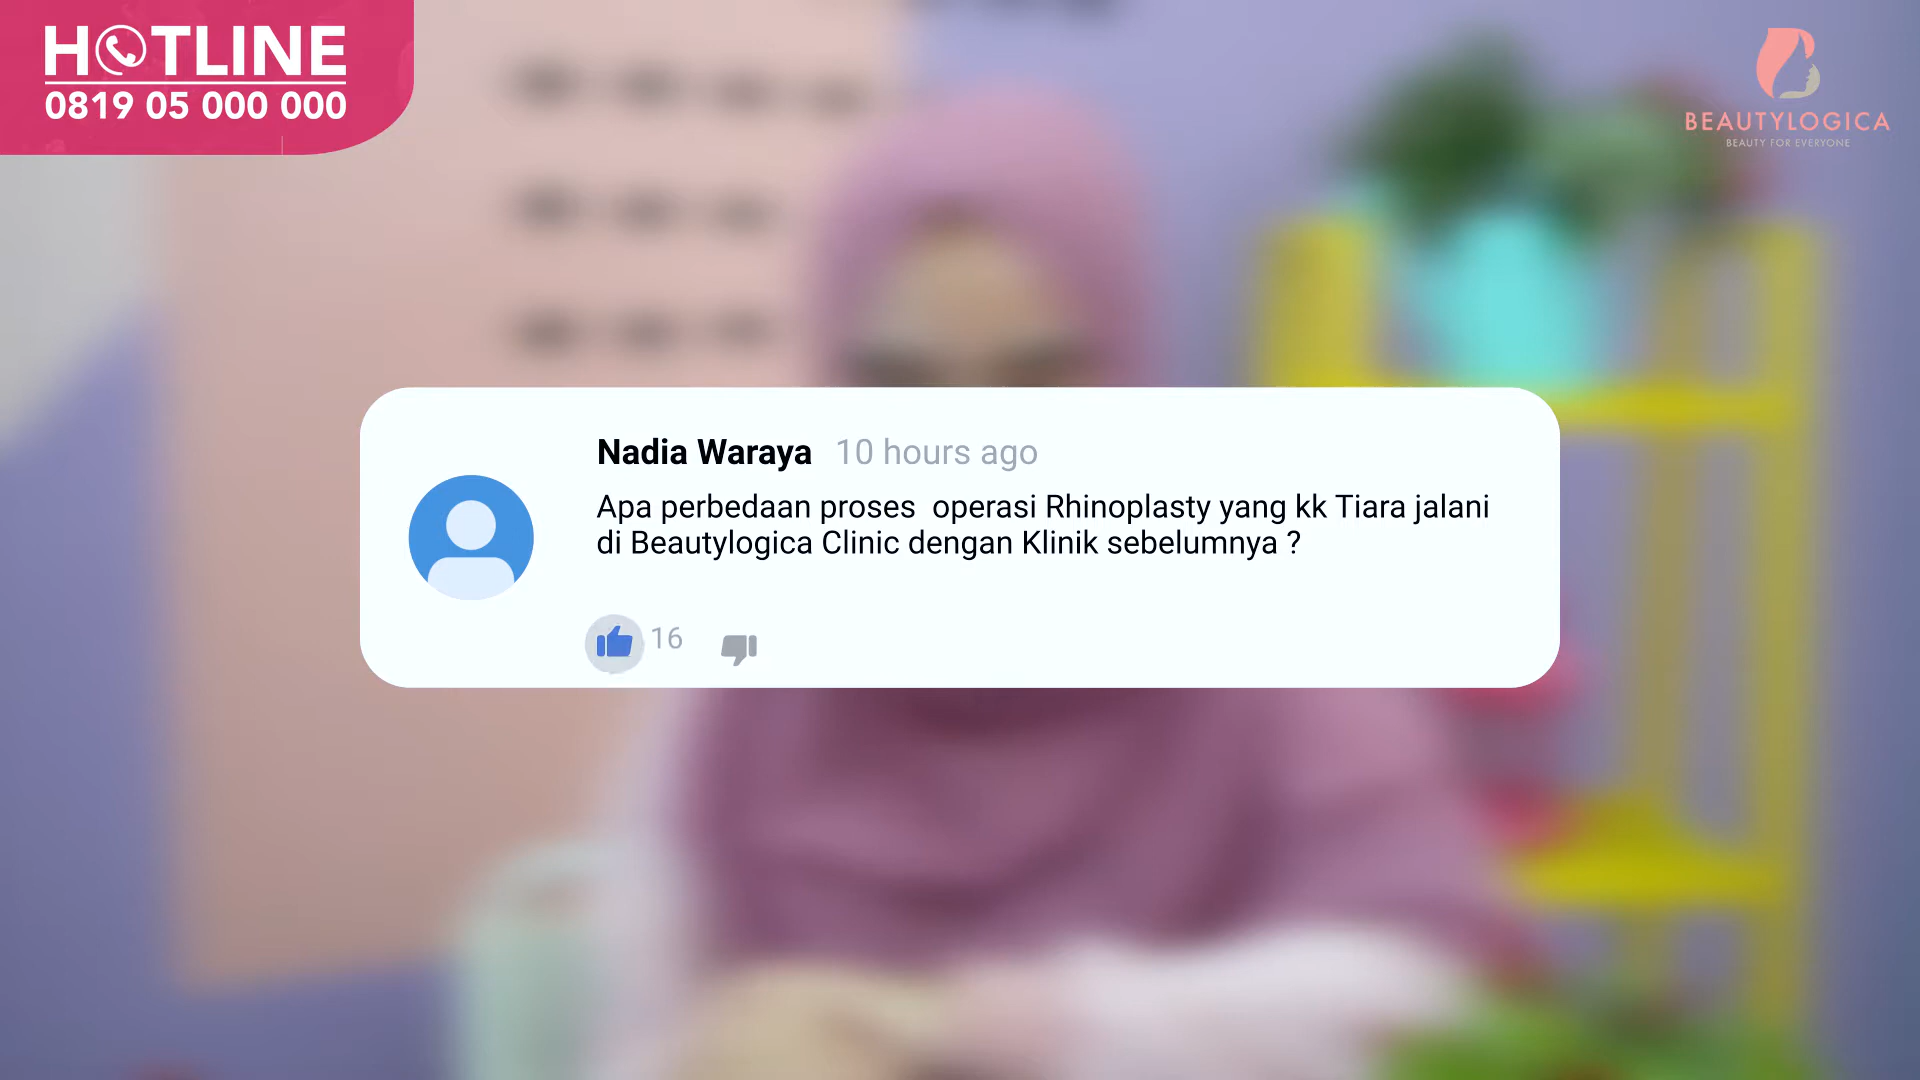 HOTLINE
0819 05 000 000
BEAUTYLOGICA
BEAUTY FOR EVERYONE
Nadia Waraya 10 hours ago
Apa perbedaan proses operasi Rhinoplasty yang kk Tiara jalani
di Beautylogica Clinic dengan Klinik sebelumnya ?
16